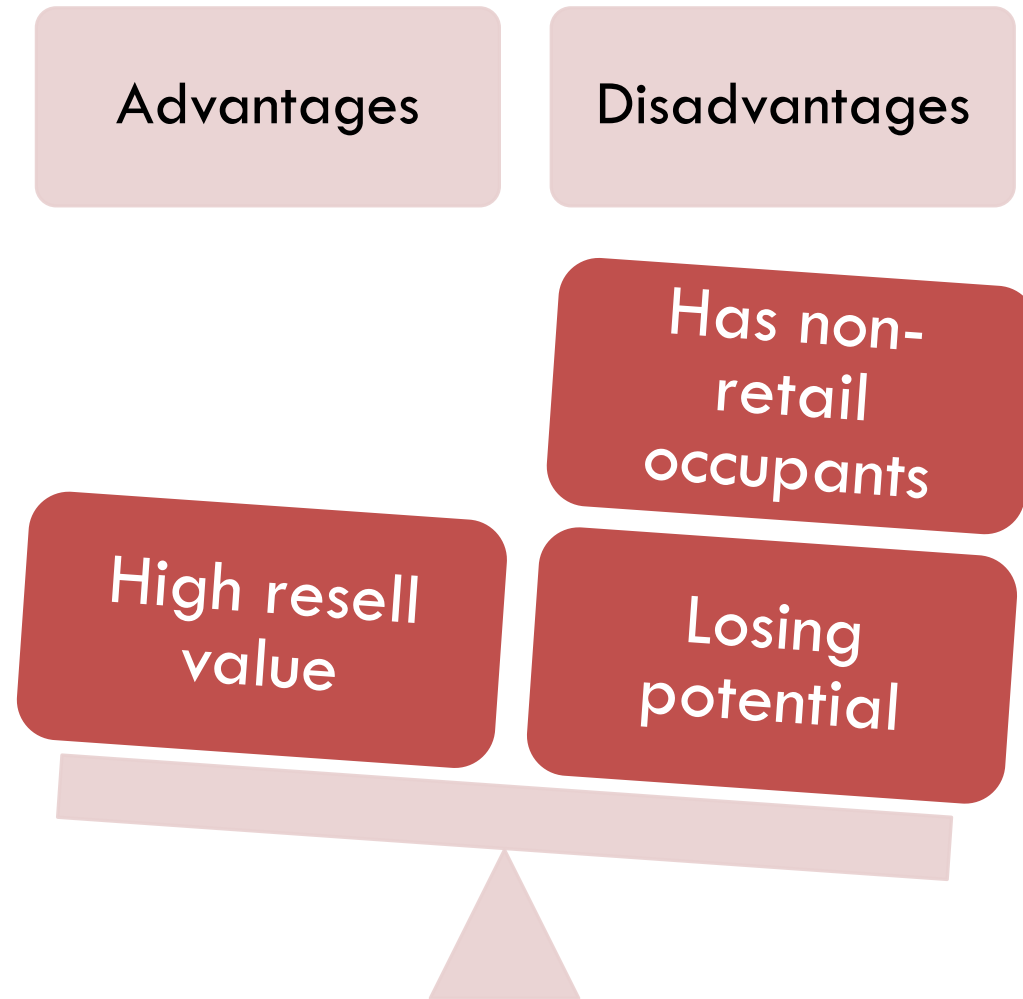 Advantages
Disadvantages
High resell
value
Has non-
retail
occupants
Losing
potential